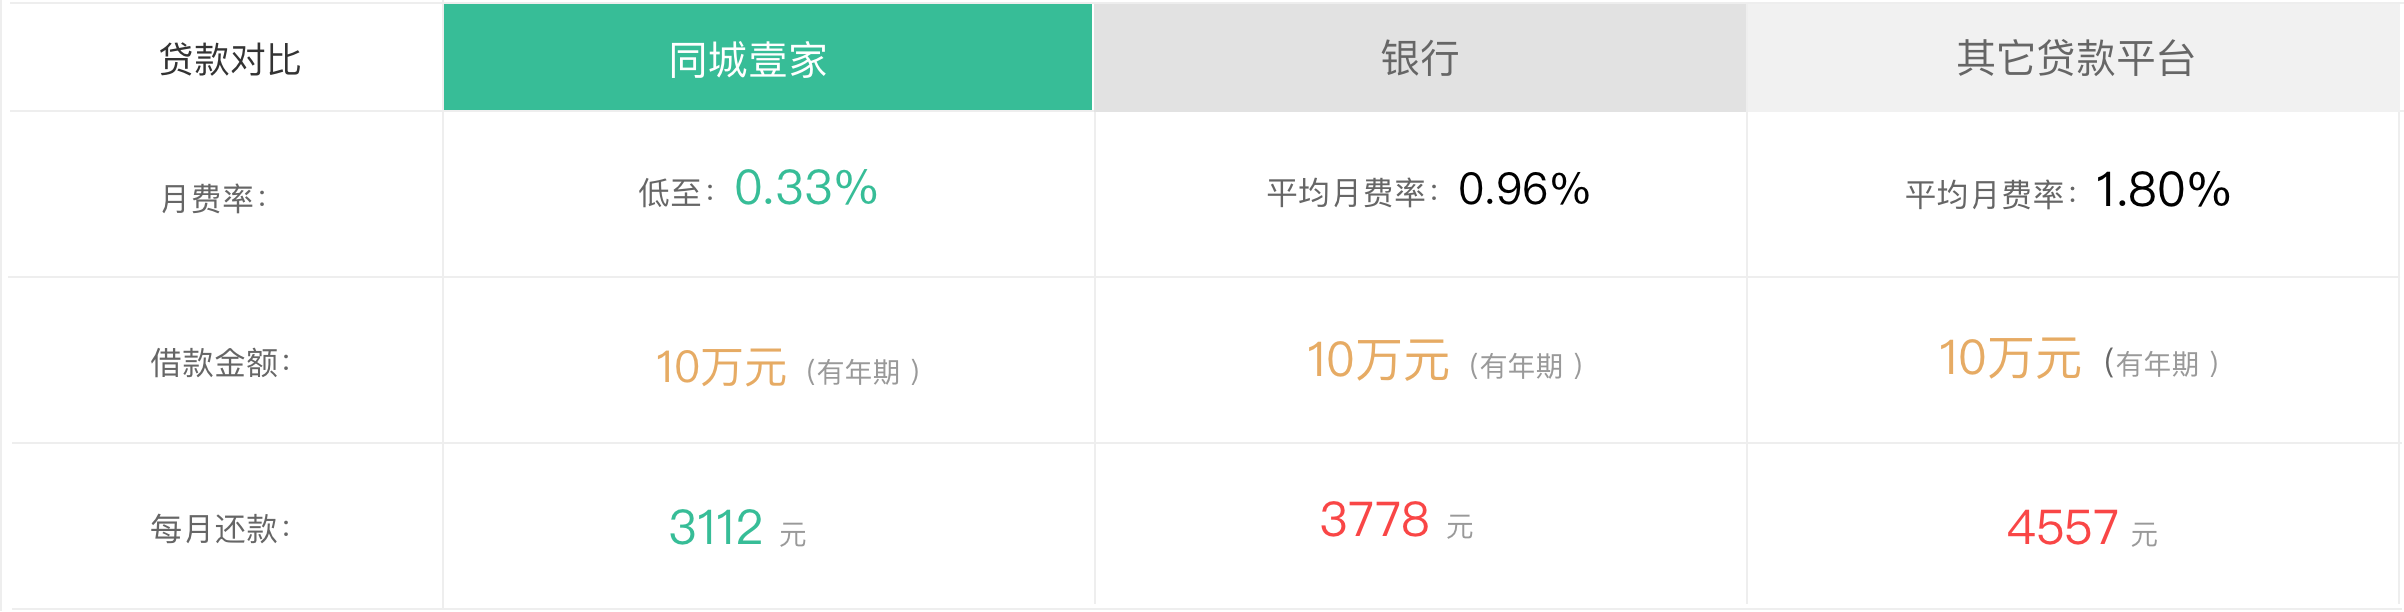 贷款对比 同城壹家 银行 其它贷款平台
月费率： 低至：0.33% 平均月费率：0.96% 平均月费率：1.80%
借款金额： 10万元（有年期 ） 10万元（有年期 ） 10万元（有年期 ）
每月还款： 3112 元 3778 元 4557 元